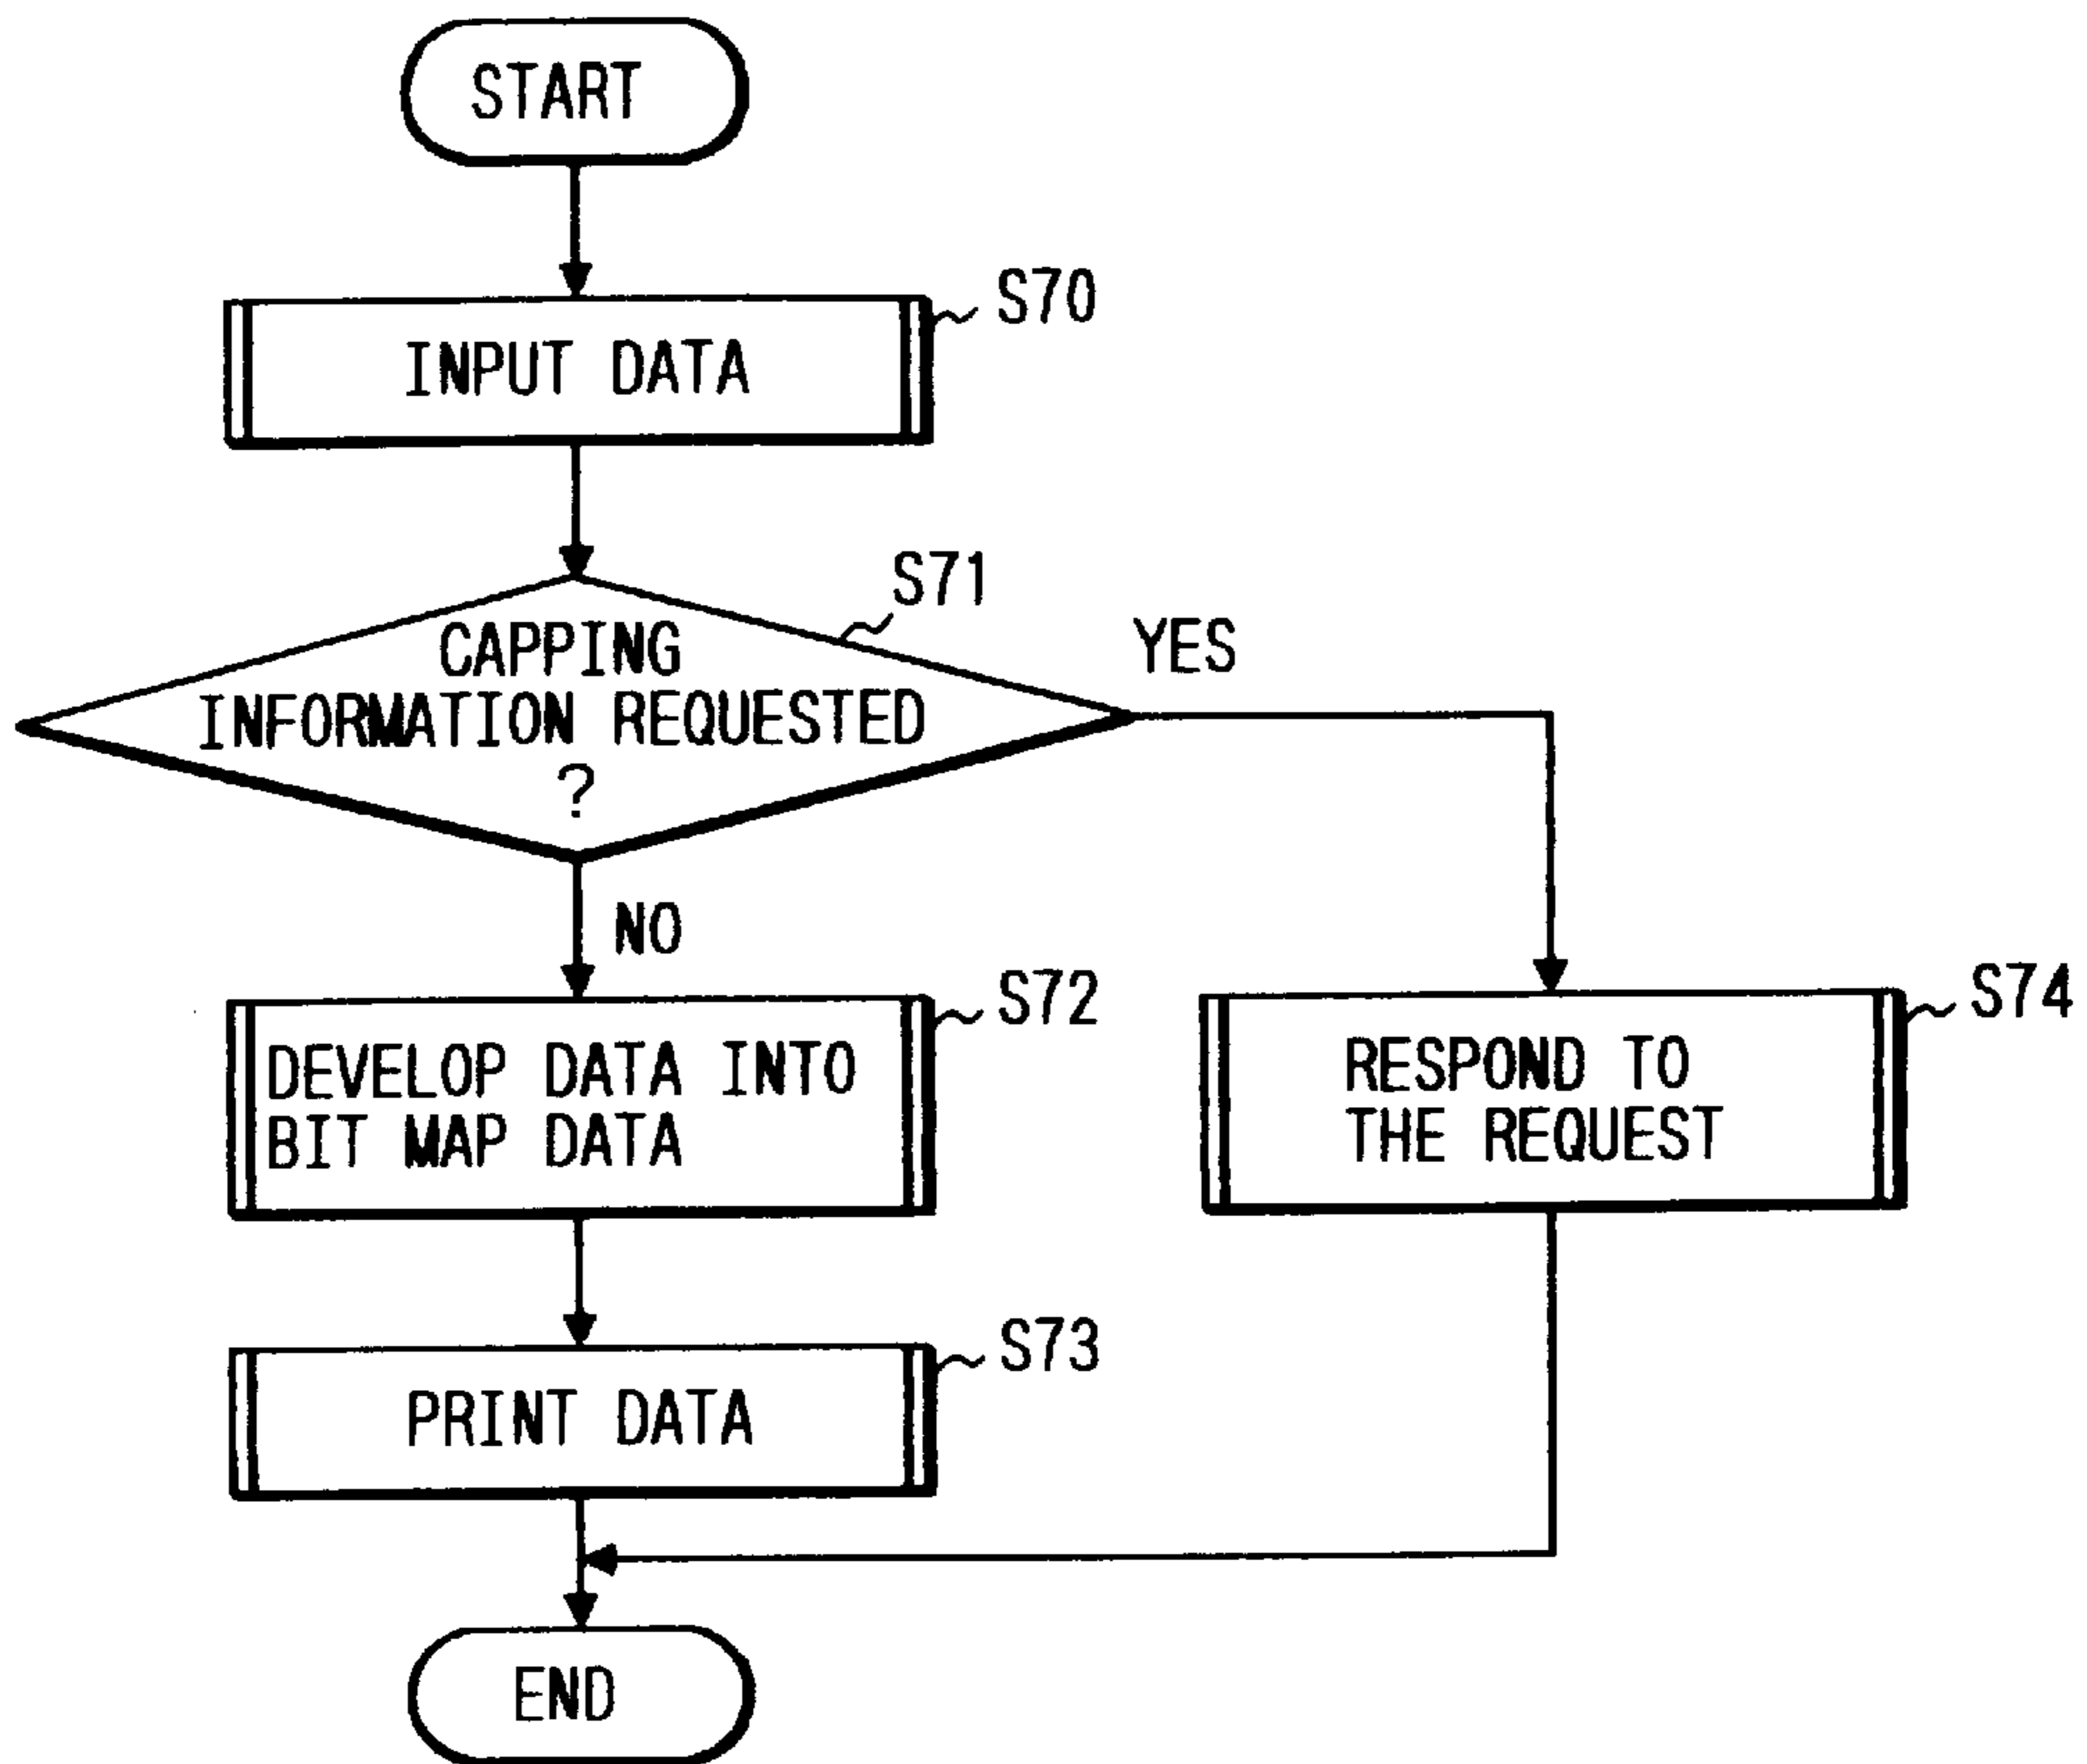 START
S70
INPUT DATA
S71
CAPPING
YES
INFORMATION REQUESTED
?
NO
S72
S74
DEVELOP DATA INTO
BIT MAP DATA
RESPOND TO
THE REQUEST
S73
PRINT DATA
END